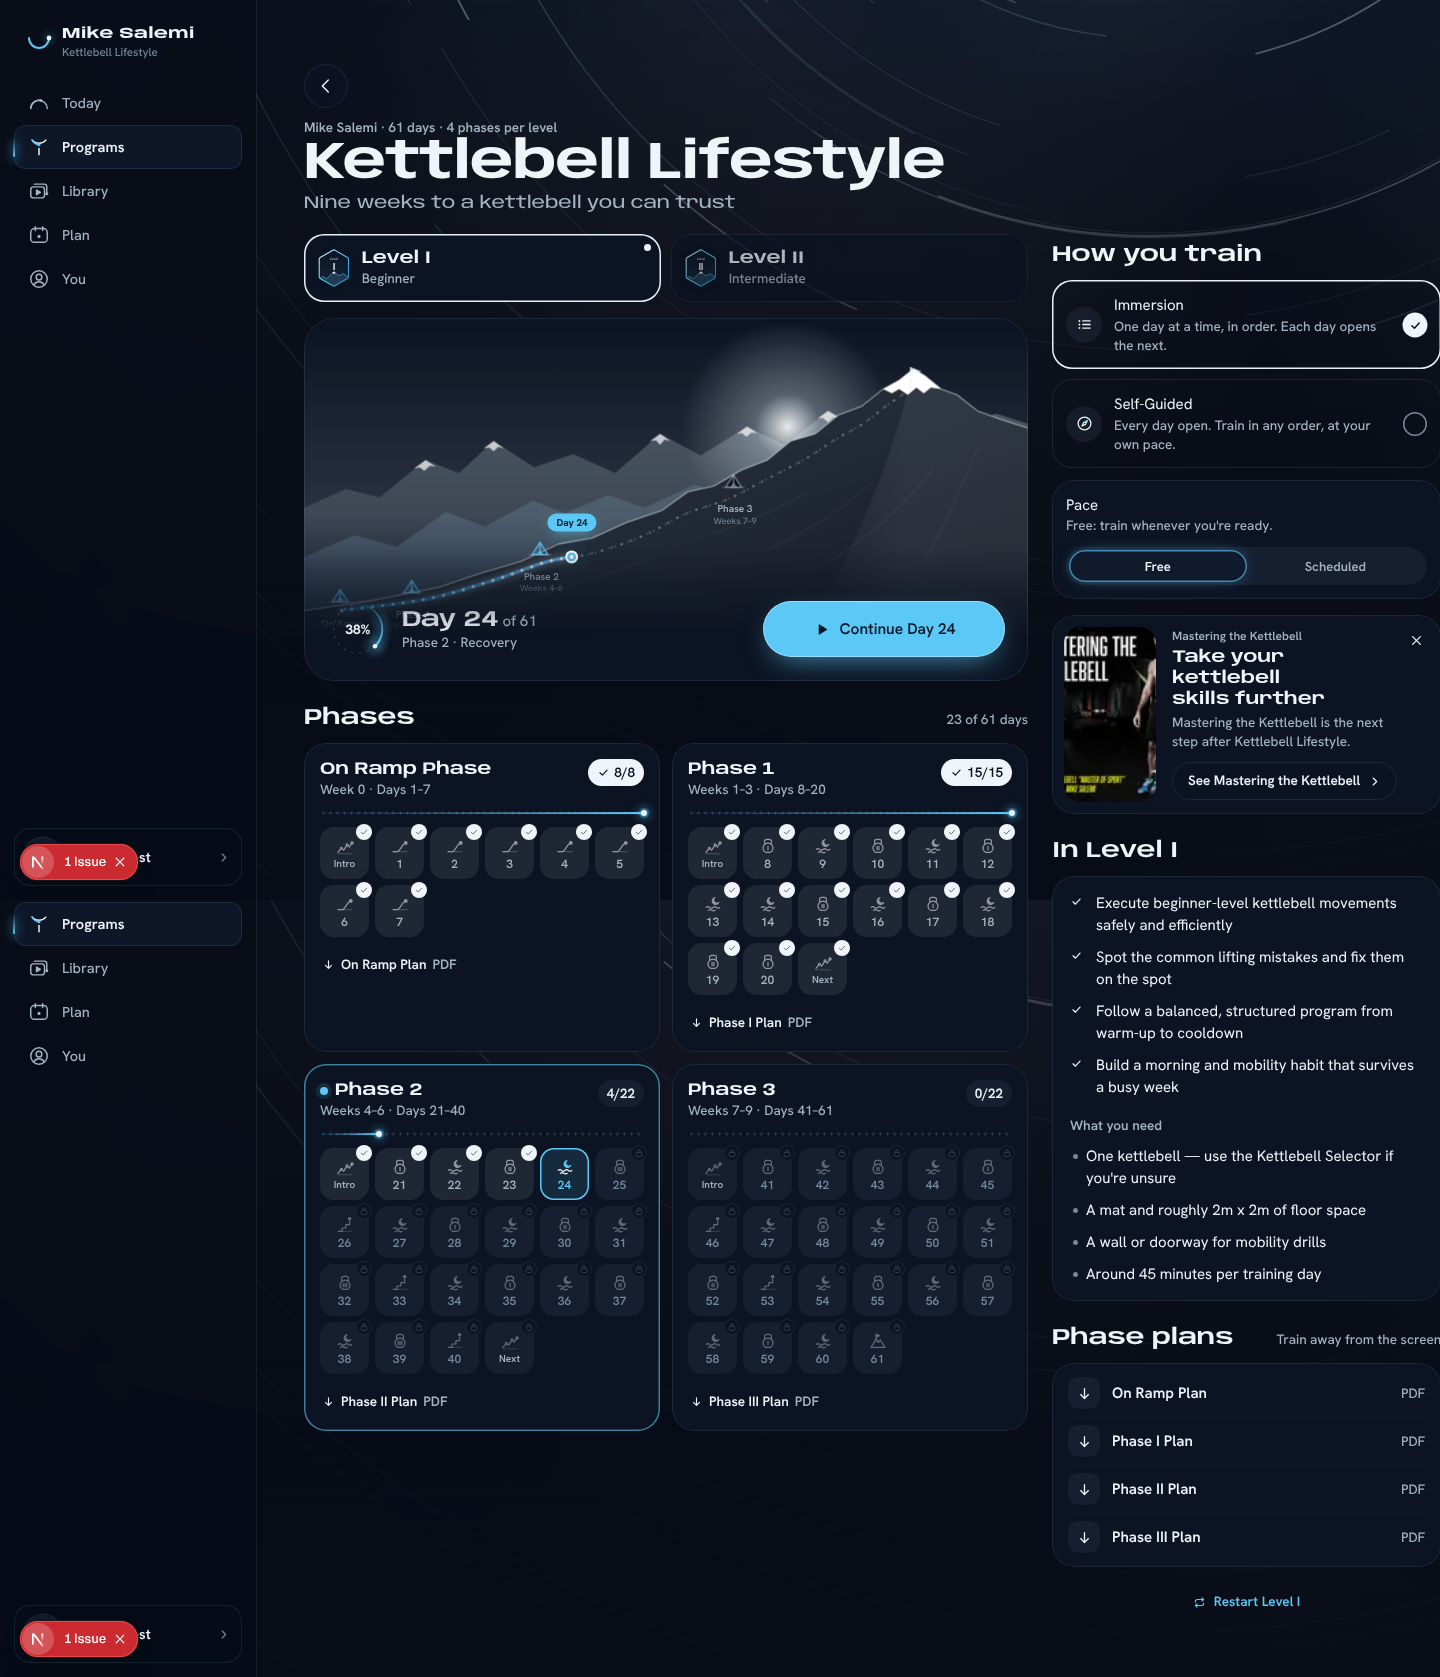 Mike Salemi
Kettlebell Lifestyle
Today
Programs
Library
Plan
You
1 Issue
st
Programs
Library
Plan
You
1 Issue
st
Mike Salemi · 61 days · 4 phases per level
Kettlebell Lifestyle
Nine weeks to a kettlebell you can trust
Level I
Beginner
Level II
Intermediate
Phase 3
Weeks 7–9
Day 24
Phase 2
Weeks 4–6
38%
Day 24 of 61
Phase 2 · Recovery
Continue Day 24
Phases
23 of 61 days
On Ramp Phase
8/8
Week 0 · Days 1–7
Intro 1 2 3 4 5
6 7
On Ramp Plan PDF
Phase 1
15/15
Weeks 1–3 · Days 8–20
Intro 8 9 10 11 12
13 14 15 16 17 18
19 20 Next
Phase I Plan PDF
Phase 2
4/22
Weeks 4–6 · Days 21–40
Intro 21 22 23 24 25
26 27 28 29 30 31
32 33 34 35 36 37
38 39 40 Next
Phase II Plan PDF
Phase 3
0/22
Weeks 7–9 · Days 41–61
Intro 41 42 43 44 45
46 47 48 49 50 51
52 53 54 55 56 57
58 59 60 61
Phase III Plan PDF
How you train
Immersion
One day at a time, in order. Each day opens
the next.
Self-Guided
Every day open. Train in any order, at your
own pace.
Pace
Free: train whenever you're ready.
Free
Scheduled
TERING THE
LEBELL
EBELL "MASTER OF SPORT"
MIKE SALEMI
Mastering the Kettlebell
Take your
kettlebell
skills further
Mastering the Kettlebell is the next
step after Kettlebell Lifestyle.
See Mastering the Kettlebell
In Level I
Execute beginner-level kettlebell movements
safely and efficiently
Spot the common lifting mistakes and fix them
on the spot
Follow a balanced, structured program from
warm-up to cooldown
Build a morning and mobility habit that survives
a busy week
What you need
One kettlebell — use the Kettlebell Selector if
you're unsure
A mat and roughly 2m x 2m of floor space
A wall or doorway for mobility drills
Around 45 minutes per training day
Phase plans
Train away from the screen
On Ramp Plan PDF
Phase I Plan PDF
Phase II Plan PDF
Phase III Plan PDF
Restart Level I